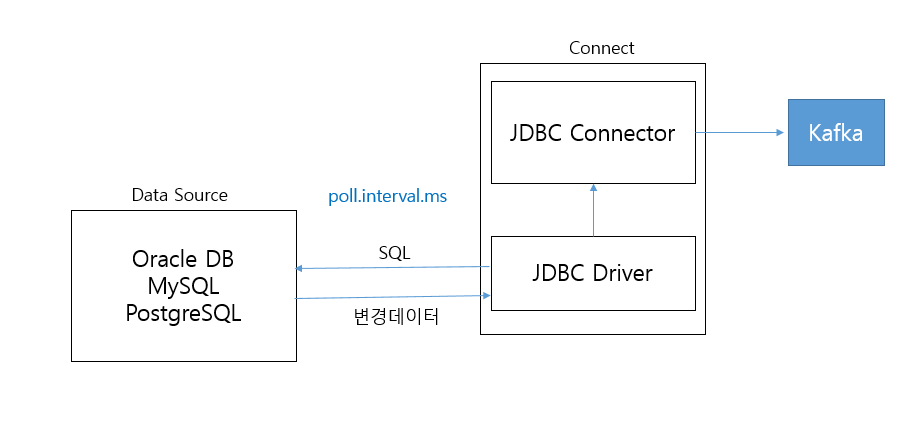 Connect
JDBC Connector
Kafka
Data Source
poll.interval.ms
Oracle DB
MySQL
PostgreSQL
SQL
JDBC Driver
변경데이터